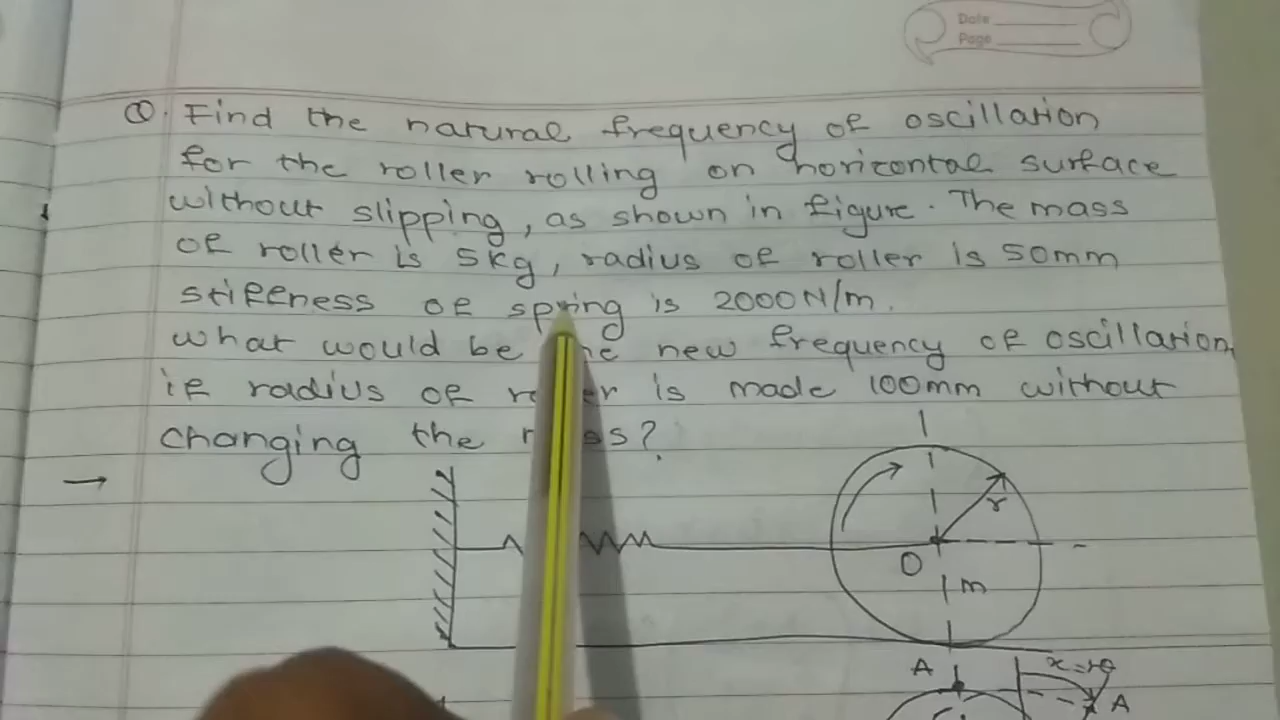 Date
Page
① Find the natural frequency of oscillation
for the roller rolling on horizontal surface
without slipping, as shown in figure. The mass
of roller is 5kg, radius of roller is 50mm
stiffness of spring is 2000N/m.
what would be new frequency of oscillation,
if radius of is made 100mm without
changing the ?
→
r
O
m
A
x=rθ
A